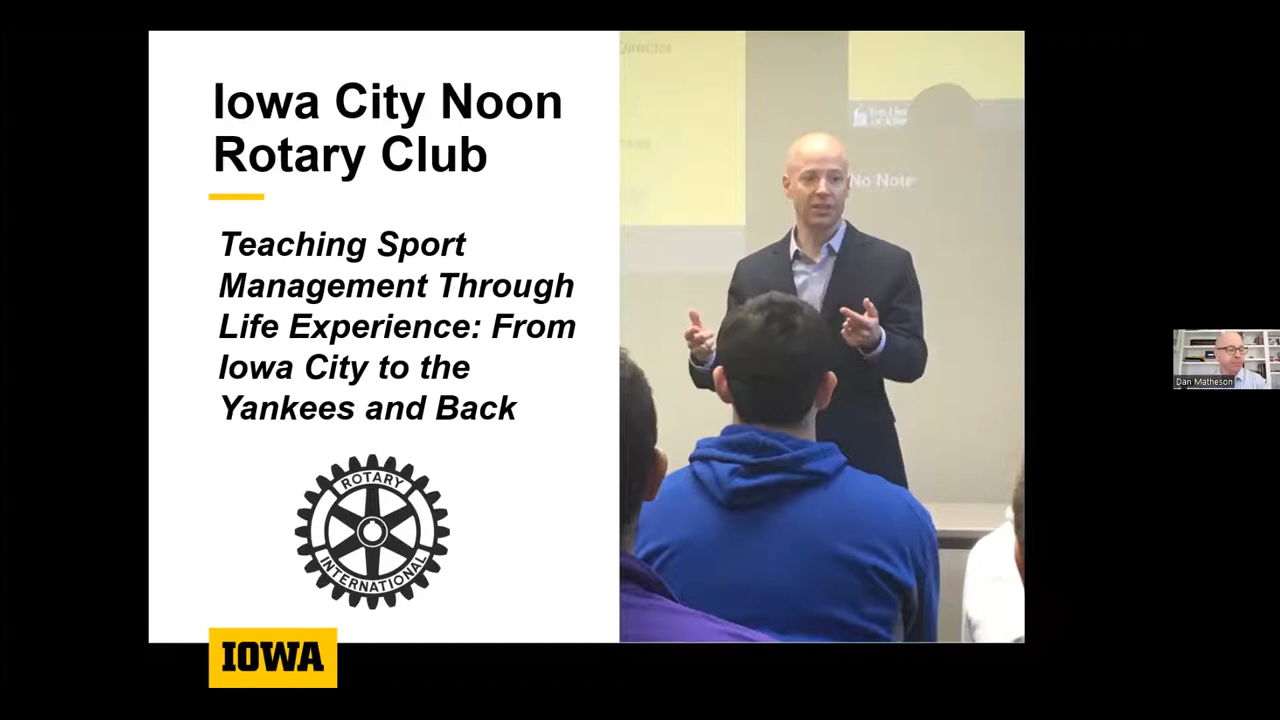 Iowa City Noon
Rotary Club
Teaching Sport
Management Through
Life Experience: From
Iowa City to the
Yankees and Back
ROTARY
INTERNATIONAL
IOWA
Director
No Note
Dan Matheson